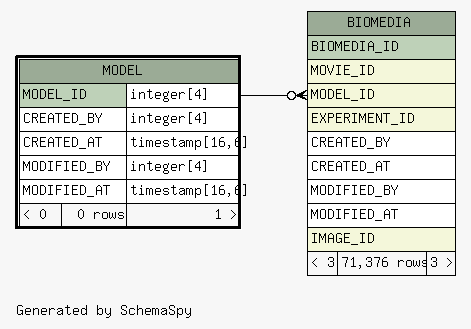 MODEL
MODEL_ID integer[4]
CREATED_BY integer[4]
CREATED_AT timestamp[16,6]
MODIFIED_BY integer[4]
MODIFIED_AT timestamp[16,6]
< 0 0 rows 1 >
BIOMEDIA
BIOMEDIA_ID
MOVIE_ID
MODEL_ID
EXPERIMENT_ID
CREATED_BY
CREATED_AT
MODIFIED_BY
MODIFIED_AT
IMAGE_ID
< 3 71,376 rows 3 >
Generated by SchemaSpy